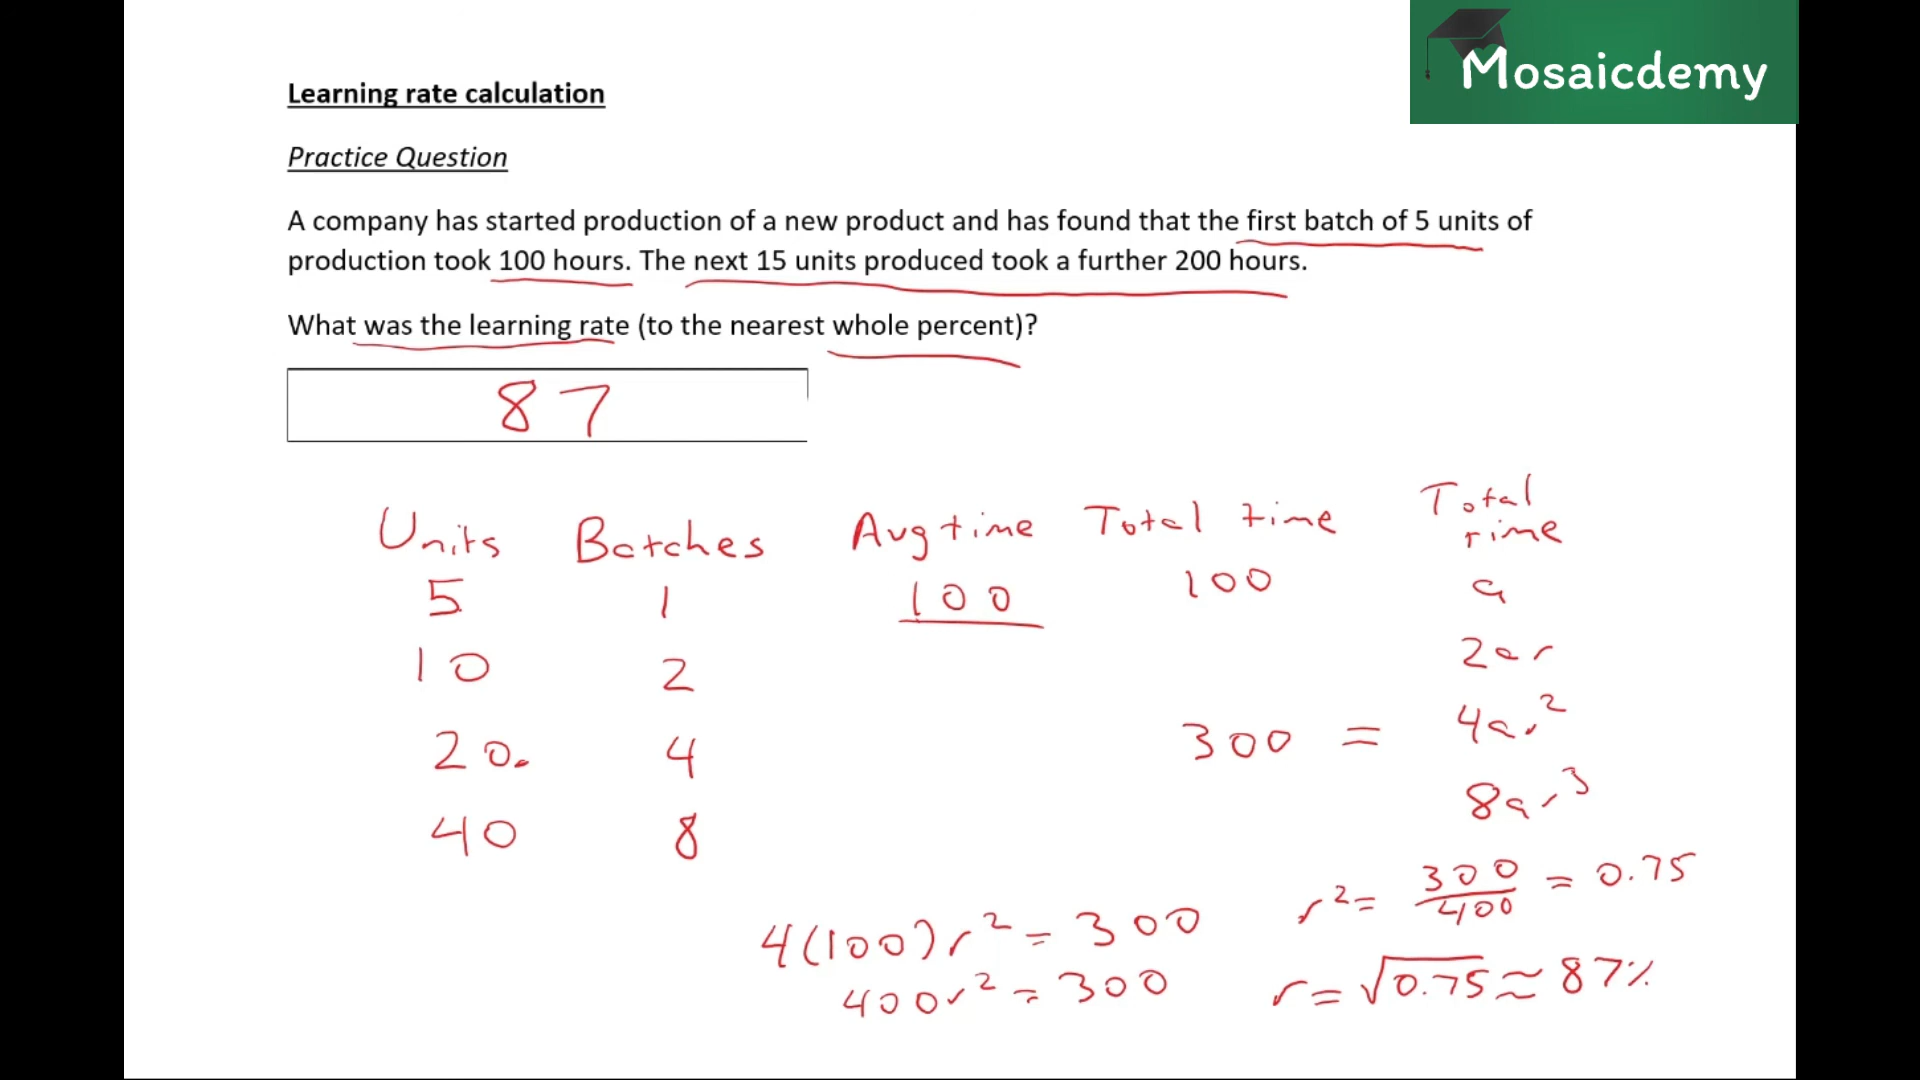 Mosaicdemy
Learning rate calculation
Practice Question
A company has started production of a new product and has found that the first batch of 5 units of
production took 100 hours. The next 15 units produced took a further 200 hours.
What was the learning rate (to the nearest whole percent)?
87
Units Batches Avg time Total time Total time
5 1 100 100 a
10 2 2ar
20. 4 300 = 4ar²
40 8 8ar³
4(100)r² = 300
400r² = 300
r² = 300/400 = 0.75
r = √0.75 ≈ 87%